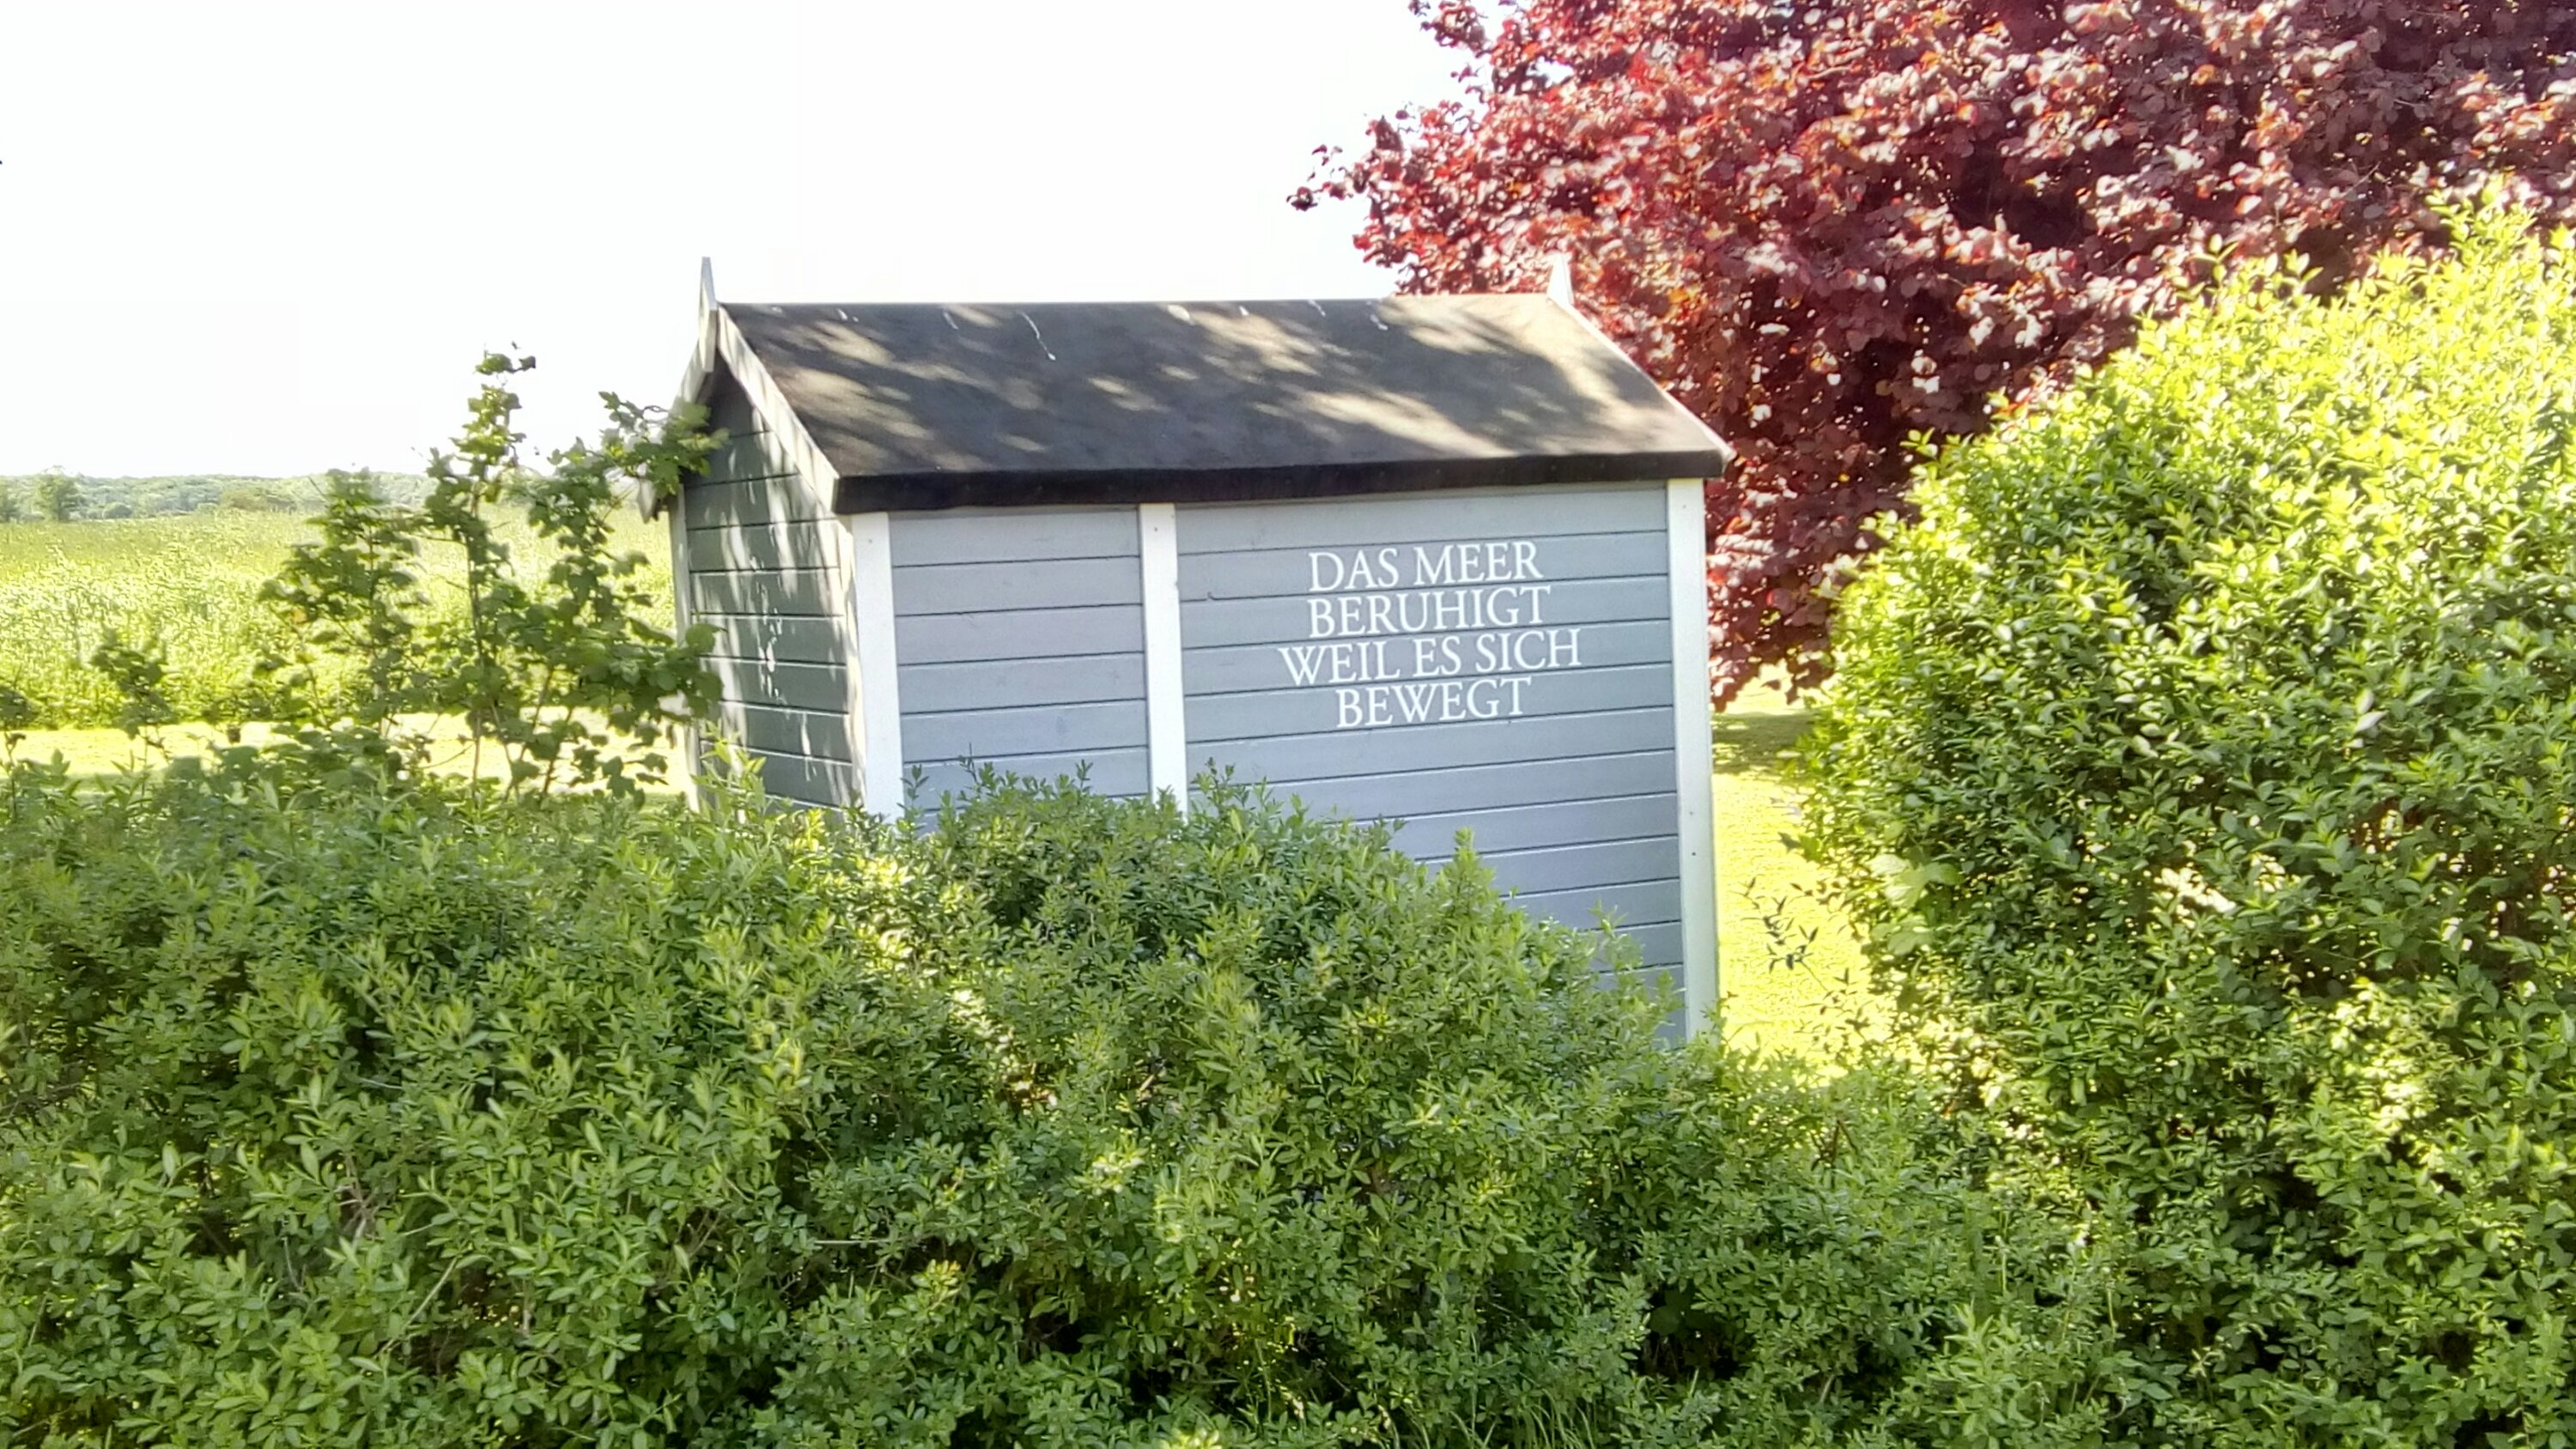 DAS MEER
BERUHIGT
WEIL ES SICH
BEWEGT